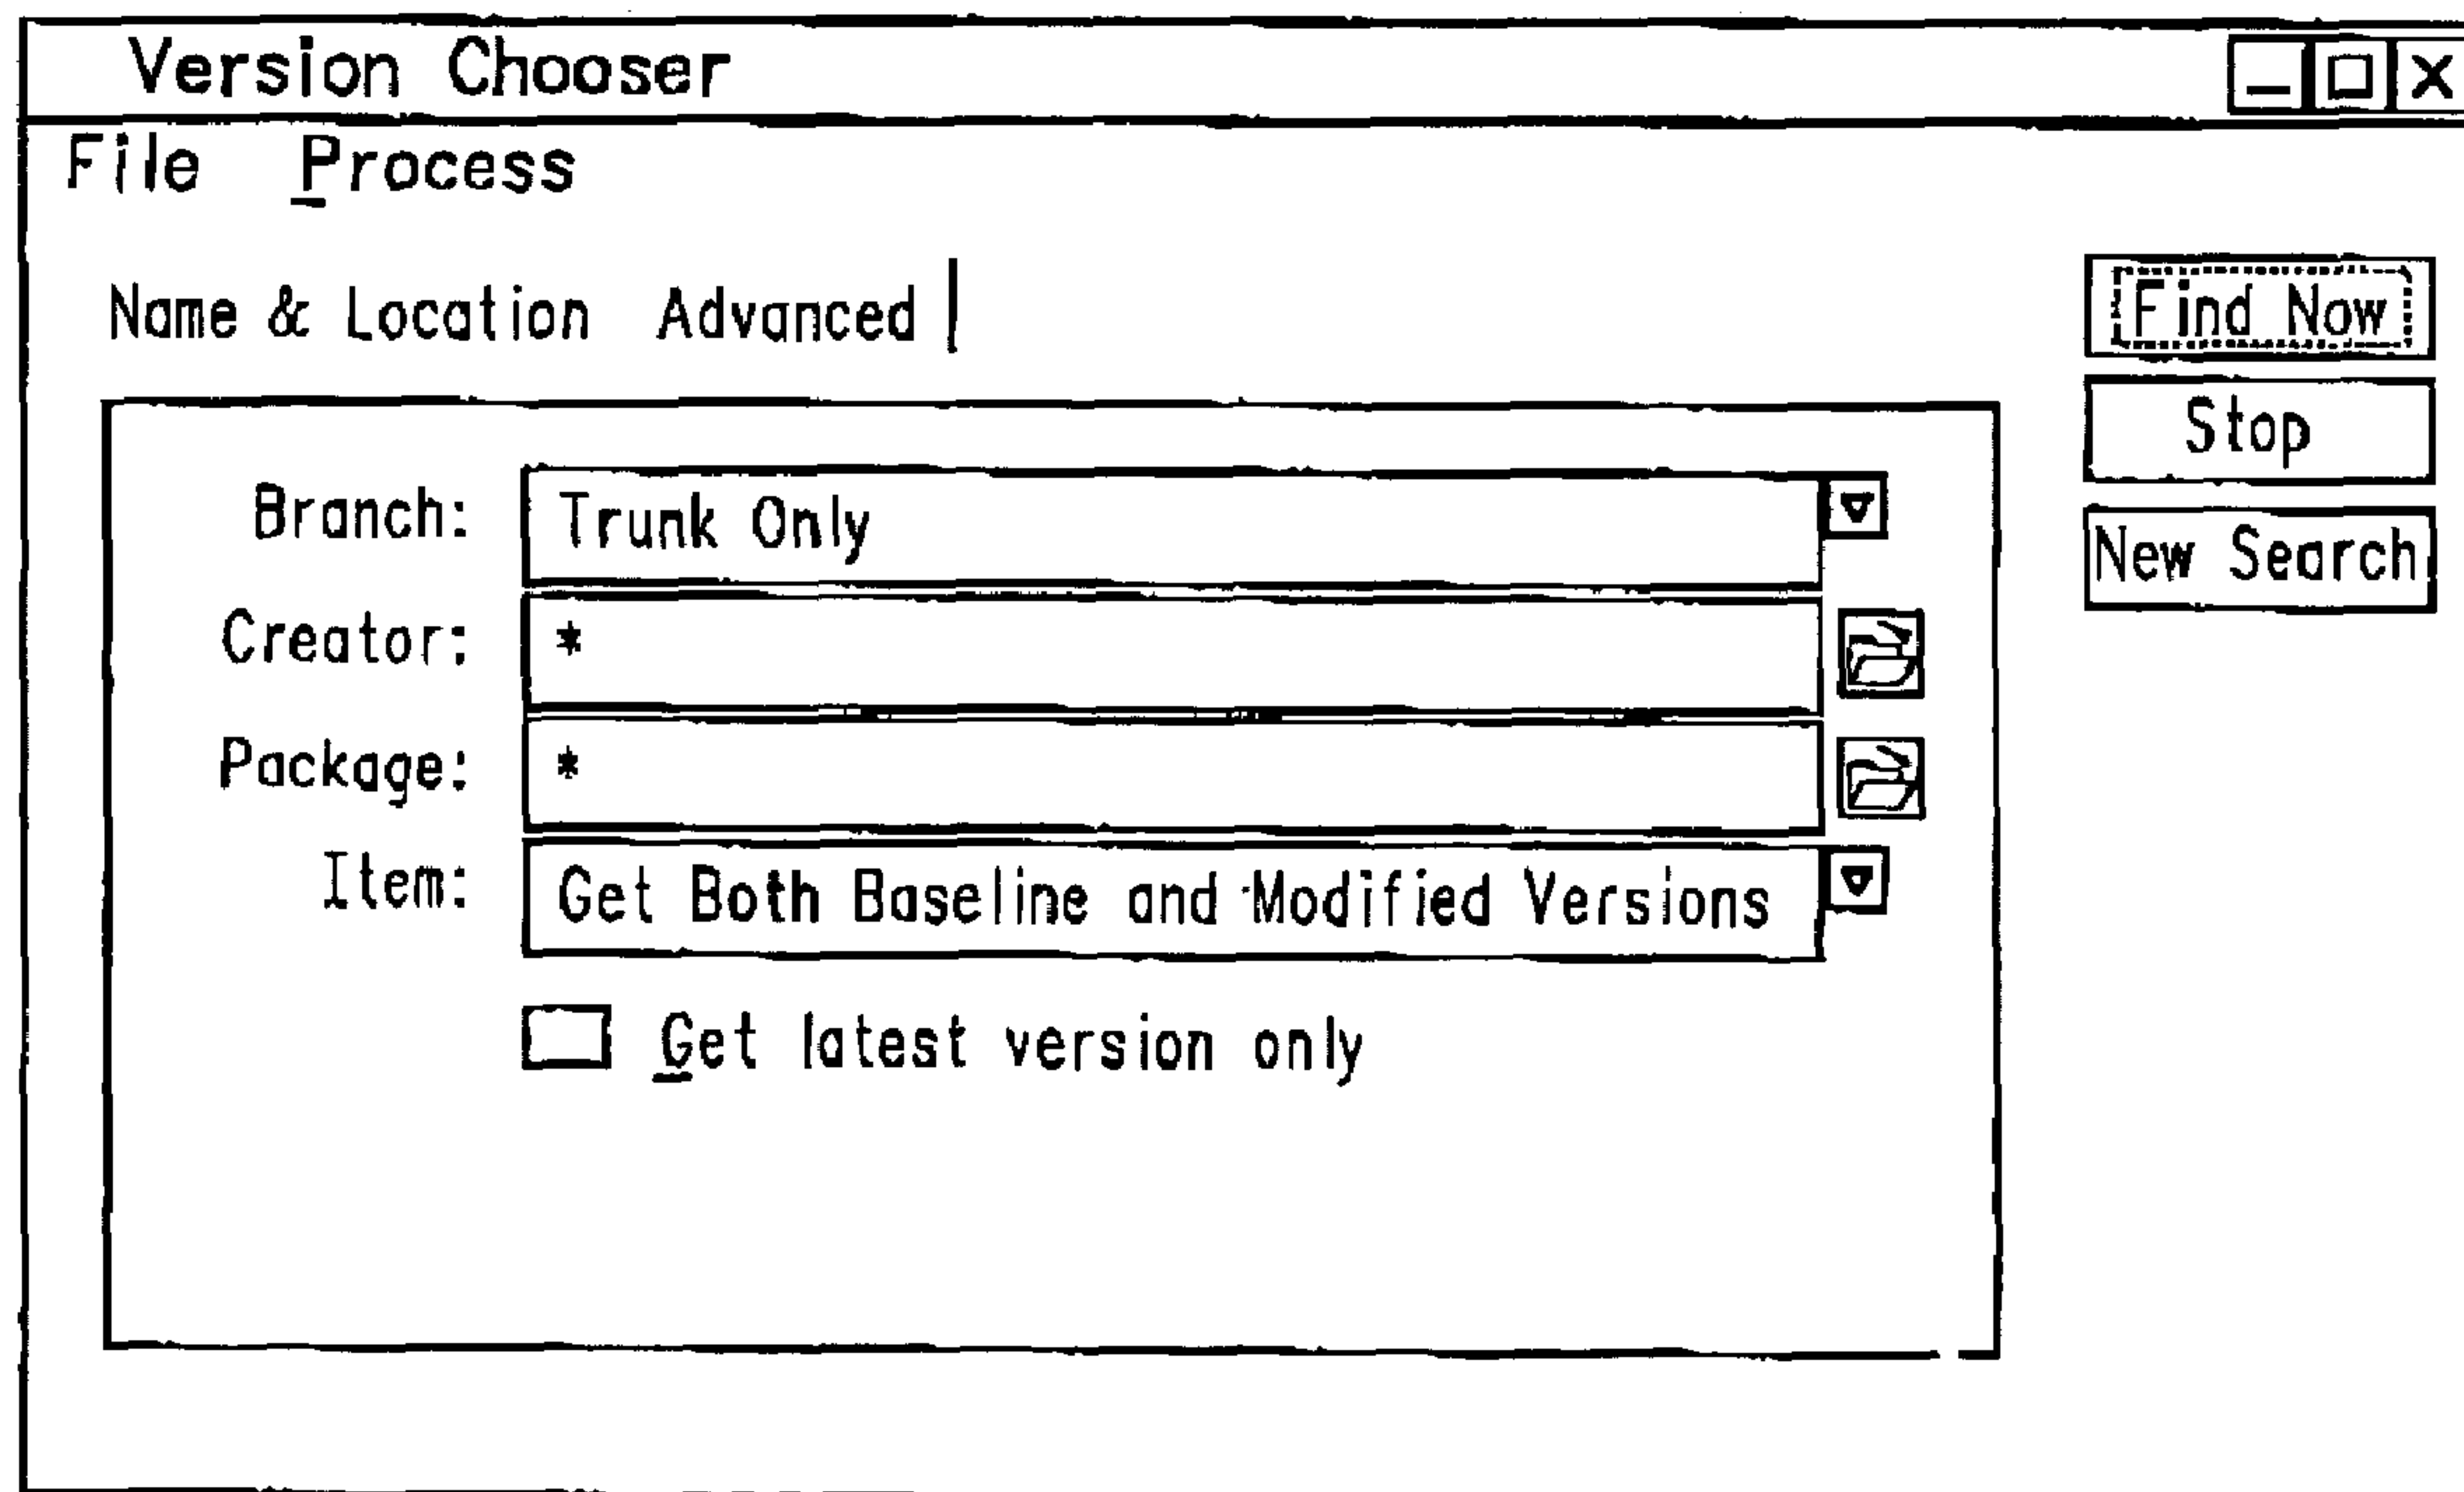 Version Chooser
File Process
Name & Location Advanced
Find Now
Stop
New Search
Branch: Trunk Only
Creator: *
Package: *
Item: Get Both Baseline and Modified Versions
Get latest version only